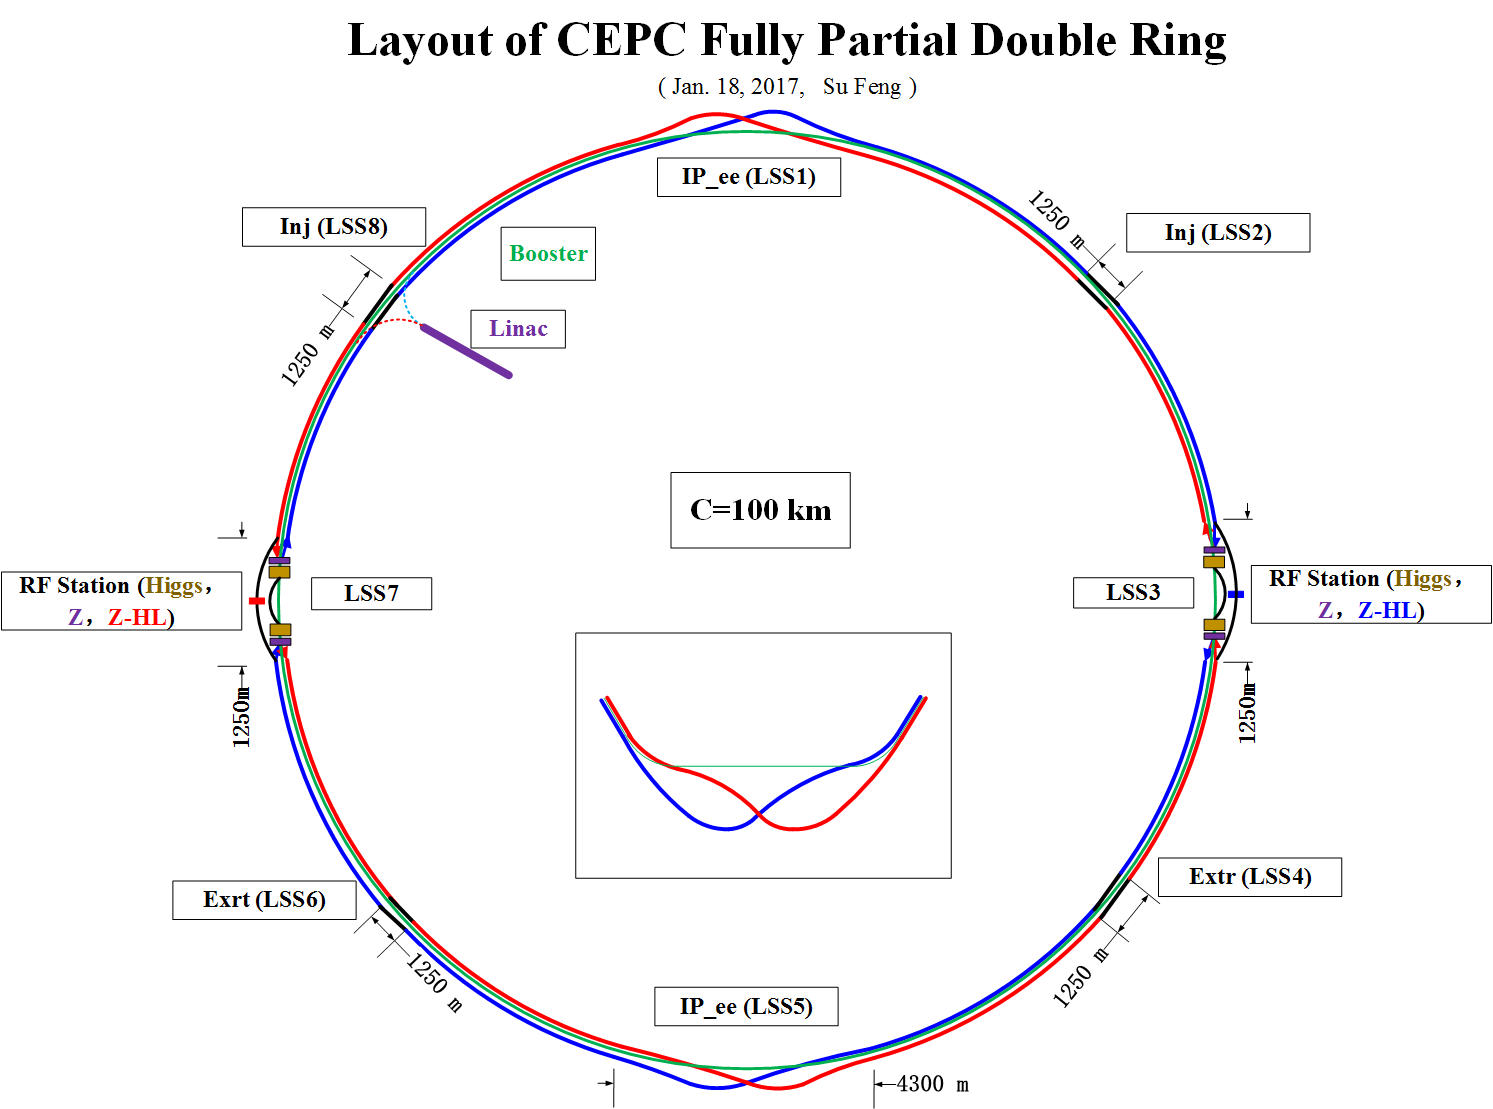 Layout of CEPC Fully Partial Double Ring
( Jan. 18, 2017, Su Feng )
IP_ee (LSS1)
Inj (LSS8)
1250 m
Inj (LSS2)
Booster
1250 m
Linac
C=100 km
RF Station (Higgs，
Z，Z-HL)
LSS7
LSS3
RF Station (Higgs，
Z，Z-HL)
1250m
1250m
Exrt (LSS6)
Extr (LSS4)
1250 m
1250 m
IP_ee (LSS5)
4300 m